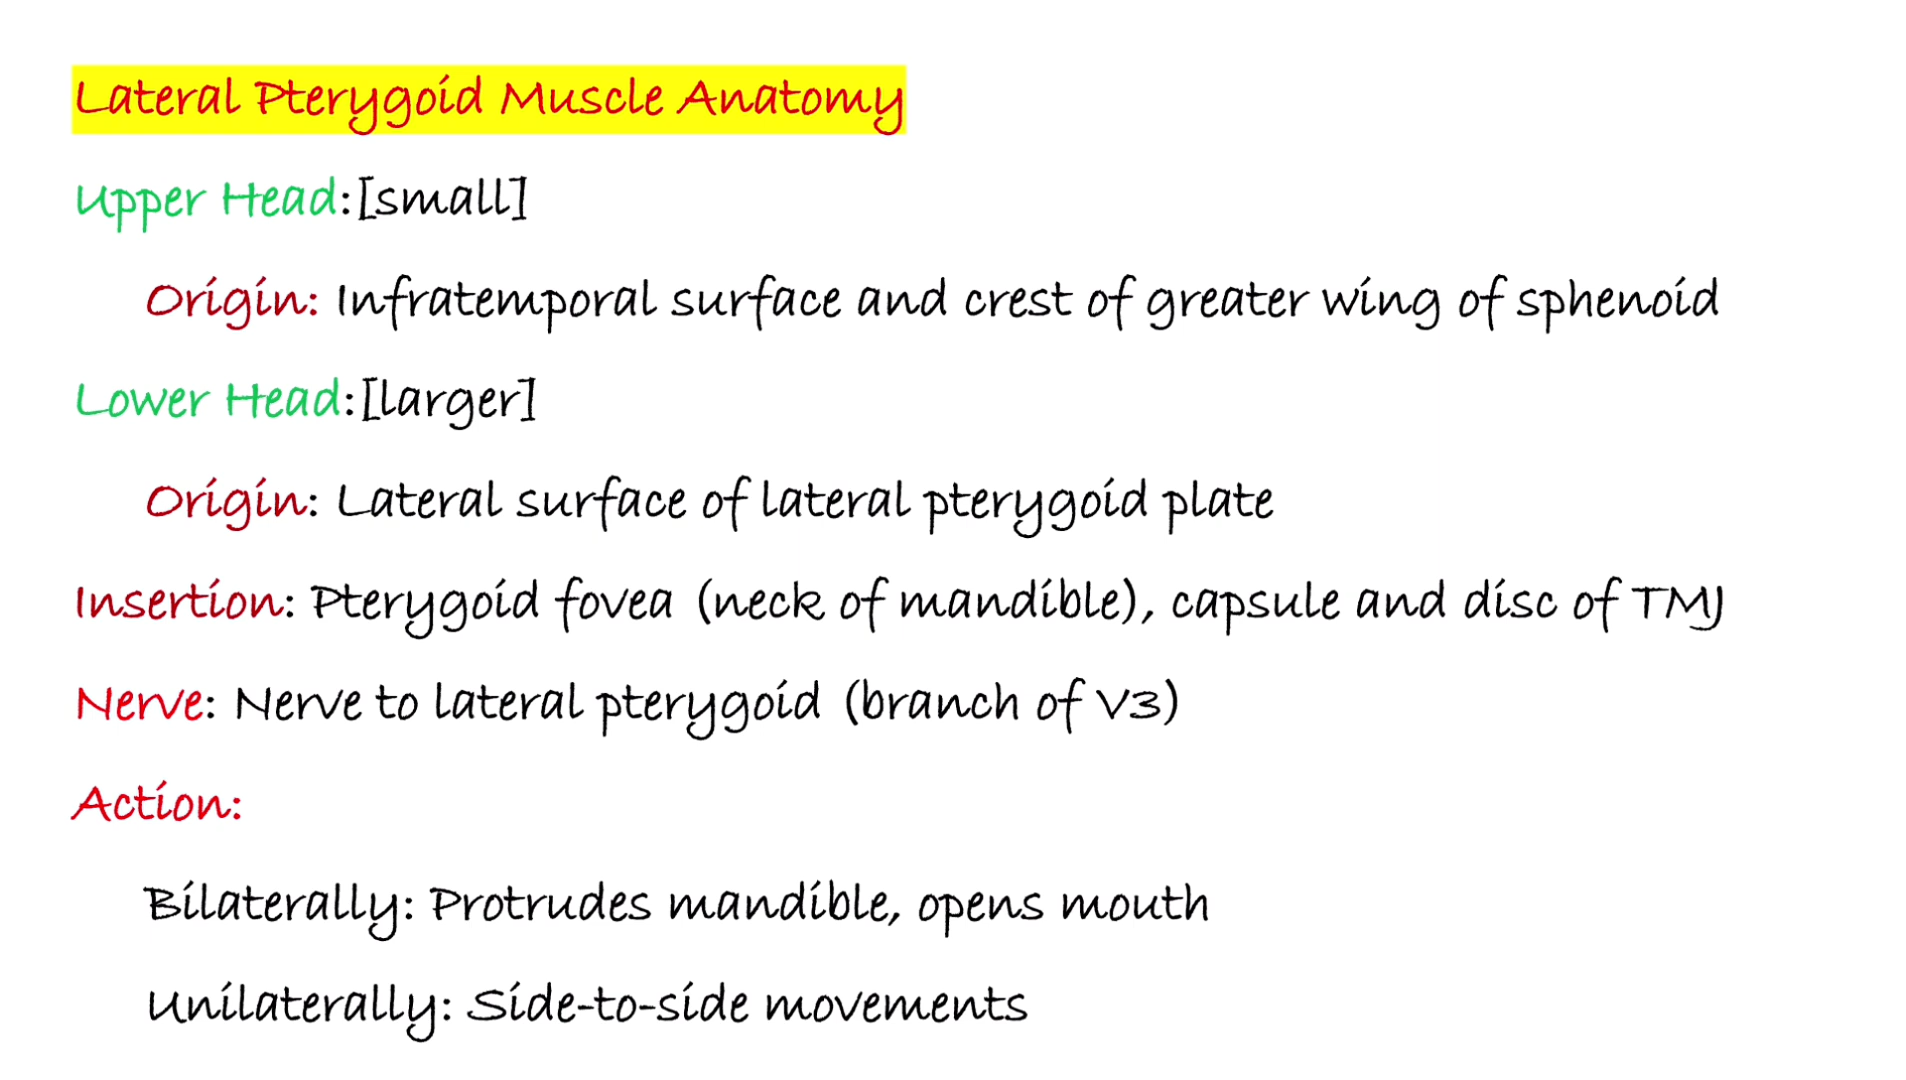 Lateral Pterygoid Muscle Anatomy
Upper Head:[small]
Origin: Infratemporal surface and crest of greater wing of sphenoid
Lower Head:[larger]
Origin: Lateral surface of lateral pterygoid plate
Insertion: Pterygoid fovea (neck of mandible), capsule and disc of TMJ
Nerve: Nerve to lateral pterygoid (branch of V3)
Action:
Bilaterally: Protrudes mandible, opens mouth
Unilaterally: Side-to-side movements